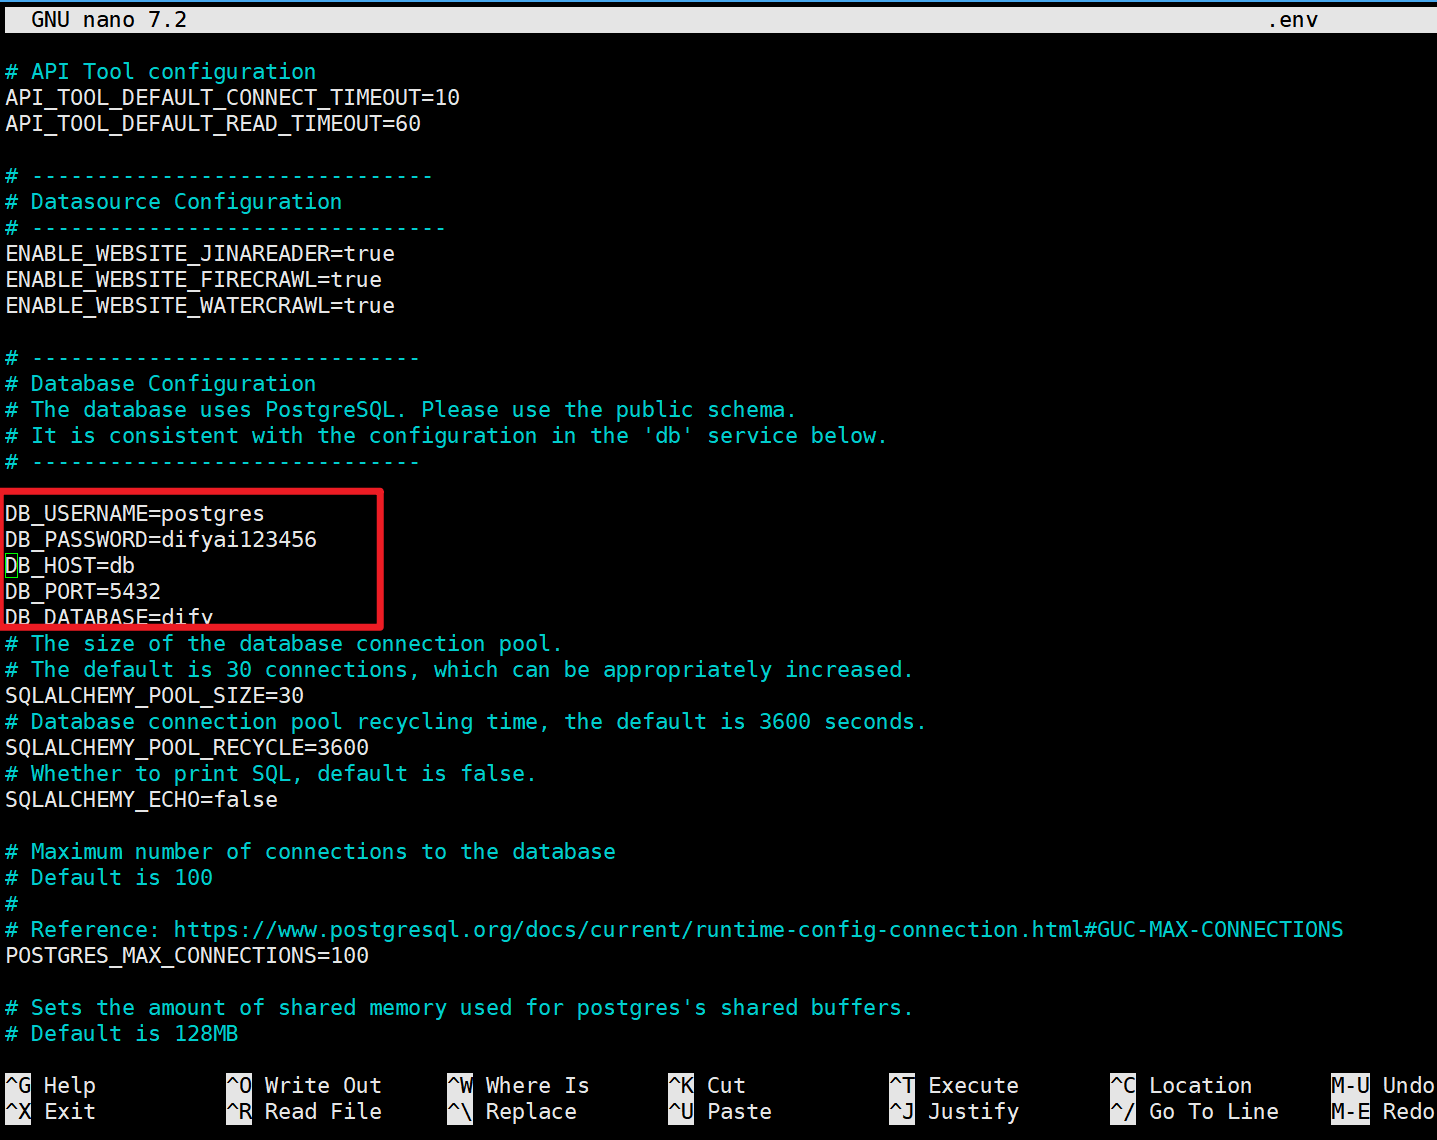 GNU nano 7.2 .env
# API Tool configuration
API_TOOL_DEFAULT_CONNECT_TIMEOUT=10
API_TOOL_DEFAULT_READ_TIMEOUT=60
# -------------------------------
# Datasource Configuration
# --------------------------------
ENABLE_WEBSITE_JINAREADER=true
ENABLE_WEBSITE_FIRECRAWL=true
ENABLE_WEBSITE_WATERCRAWL=true
# ------------------------------
# Database Configuration
# The database uses PostgreSQL. Please use the public schema.
# It is consistent with the configuration in the 'db' service below.
# ------------------------------
DB_USERNAME=postgres
DB_PASSWORD=difyai123456
DB_HOST=db
DB_PORT=5432
DB_DATABASE=dify
# The size of the database connection pool.
# The default is 30 connections, which can be appropriately increased.
SQLALCHEMY_POOL_SIZE=30
# Database connection pool recycling time, the default is 3600 seconds.
SQLALCHEMY_POOL_RECYCLE=3600
# Whether to print SQL, default is false.
SQLALCHEMY_ECHO=false
# Maximum number of connections to the database
# Default is 100
#
# Reference: https://www.postgresql.org/docs/current/runtime-config-connection.html#GUC-MAX-CONNECTIONS
POSTGRES_MAX_CONNECTIONS=100
# Sets the amount of shared memory used for postgres's shared buffers.
# Default is 128MB
^G Help ^O Write Out ^W Where Is ^K Cut ^T Execute ^C Location M-U Undo
^X Exit ^R Read File ^\ Replace ^U Paste ^J Justify ^/ Go To Line M-E Redo